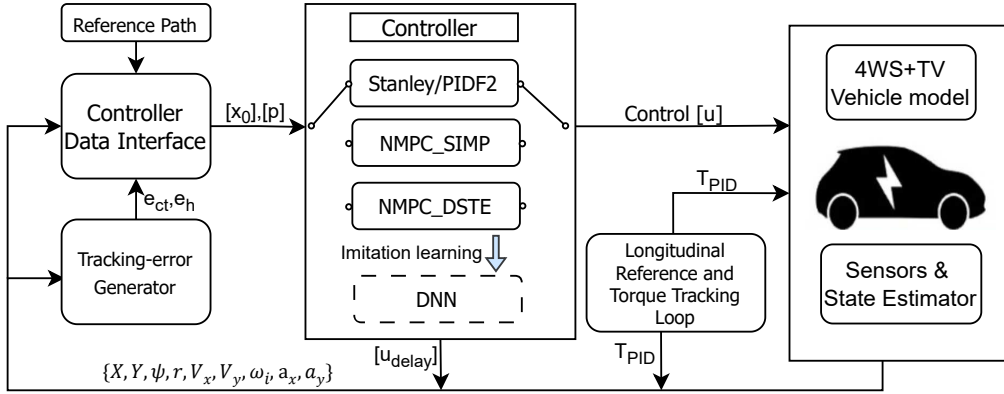 Reference Path
Controller
Data Interface
[x0],[p]
ect,eh
Tracking-error
Generator
Controller
Stanley/PIDF2
NMPC_SIMP
NMPC_DSTE
Imitation learning
DNN
[udelay]
Control [u]
TPID
Longitudinal
Reference and
Torque Tracking
Loop
TPID
4WS+TV
Vehicle model
Sensors &
State Estimator
{X, Y, ψ, r, Vx, Vy, ωi, ax, ay}